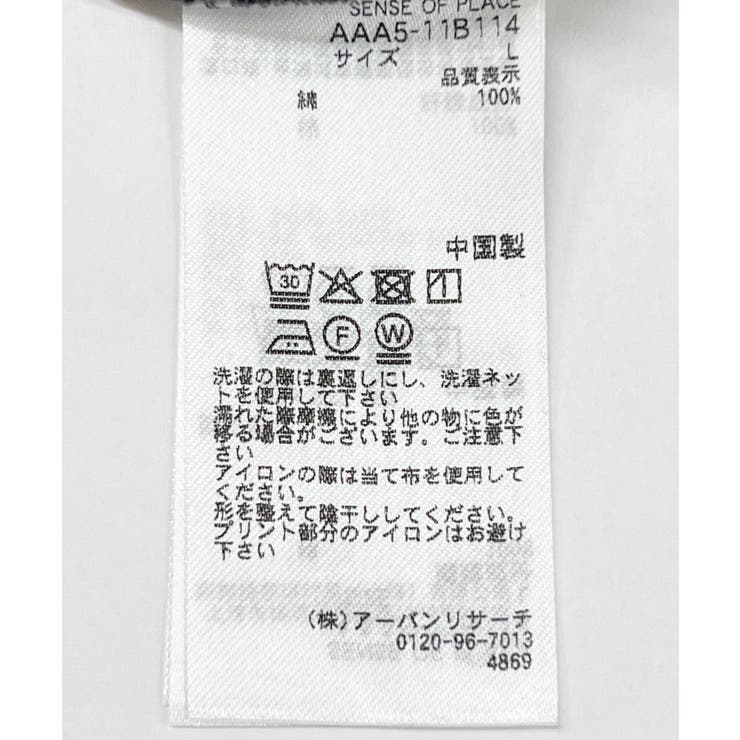 SENSE OF PLACE
AAA5-11B114
サイズ L
品質表示
綿 100%
中国製
30
F W
洗濯の際は裏返しにし、洗濯ネッ
トを使用して下さい
濡れた際摩擦により他の物に色が
移る場合がございます。ご注意下
さい
アイロンの際は当て布を使用して
ください。
形を整えて陰干ししてください。
プリント部分のアイロンはお避け
下さい
(株)アーバンリサーチ
0120-96-7013
4869